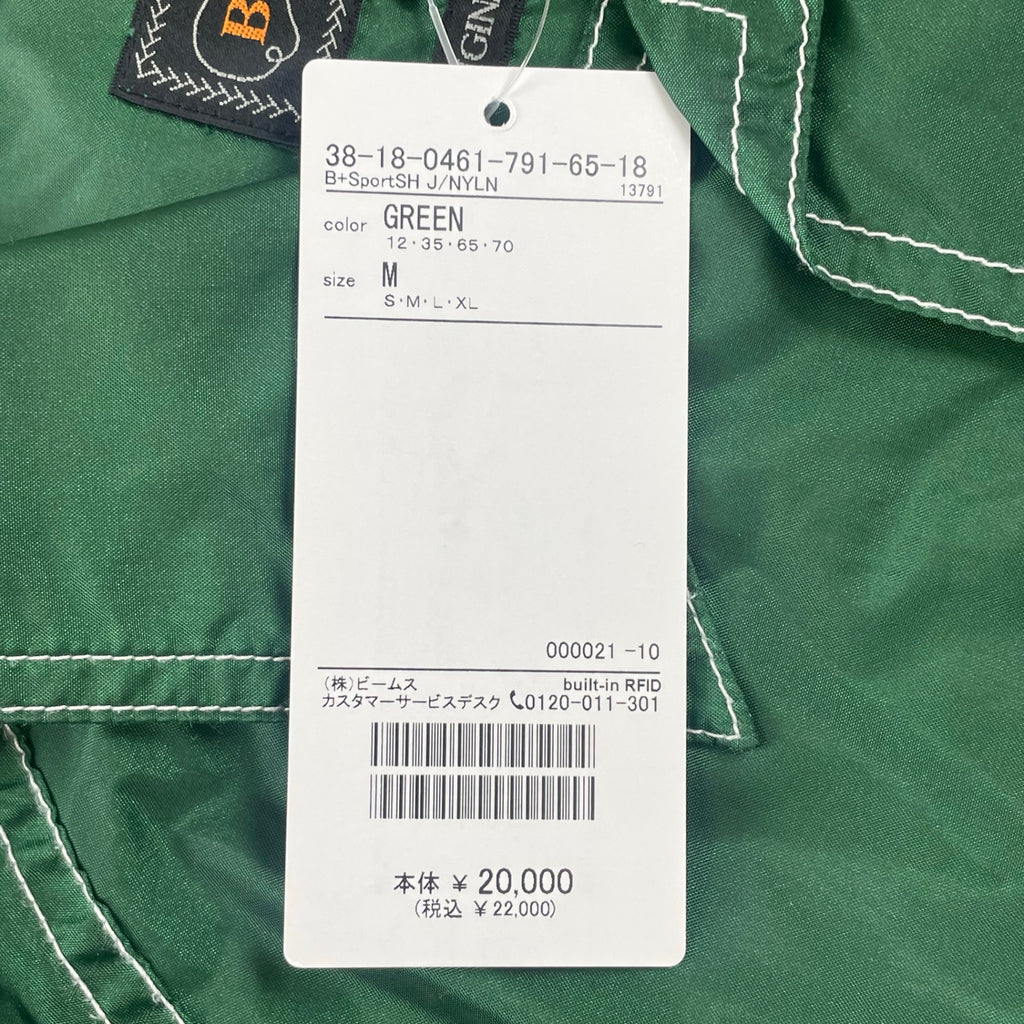 B
GIN
38-18-0461-791-65-18
B+SportSH J/NYLN 13791
color GREEN
12・35・65・70
size M
S・M・L・XL
000021 -10
(株)ビームス built-in RFID
カスタマーサービスデスク 0120-011-301
本体 ¥ 20,000
(税込 ¥ 22,000)